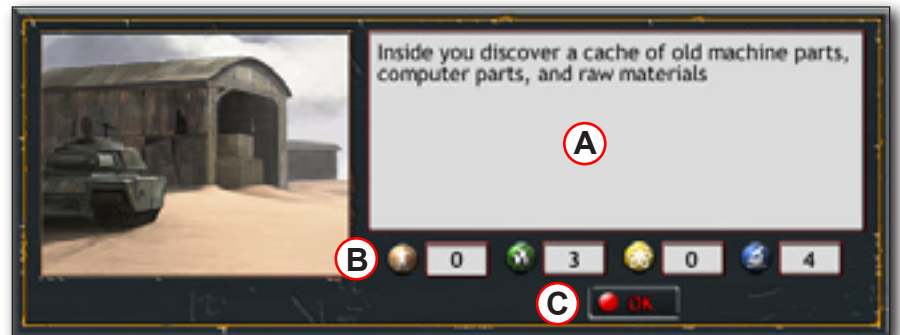 Inside you discover a cache of old machine parts,
computer parts, and raw materials
A
B 0 3 0 4
C OK